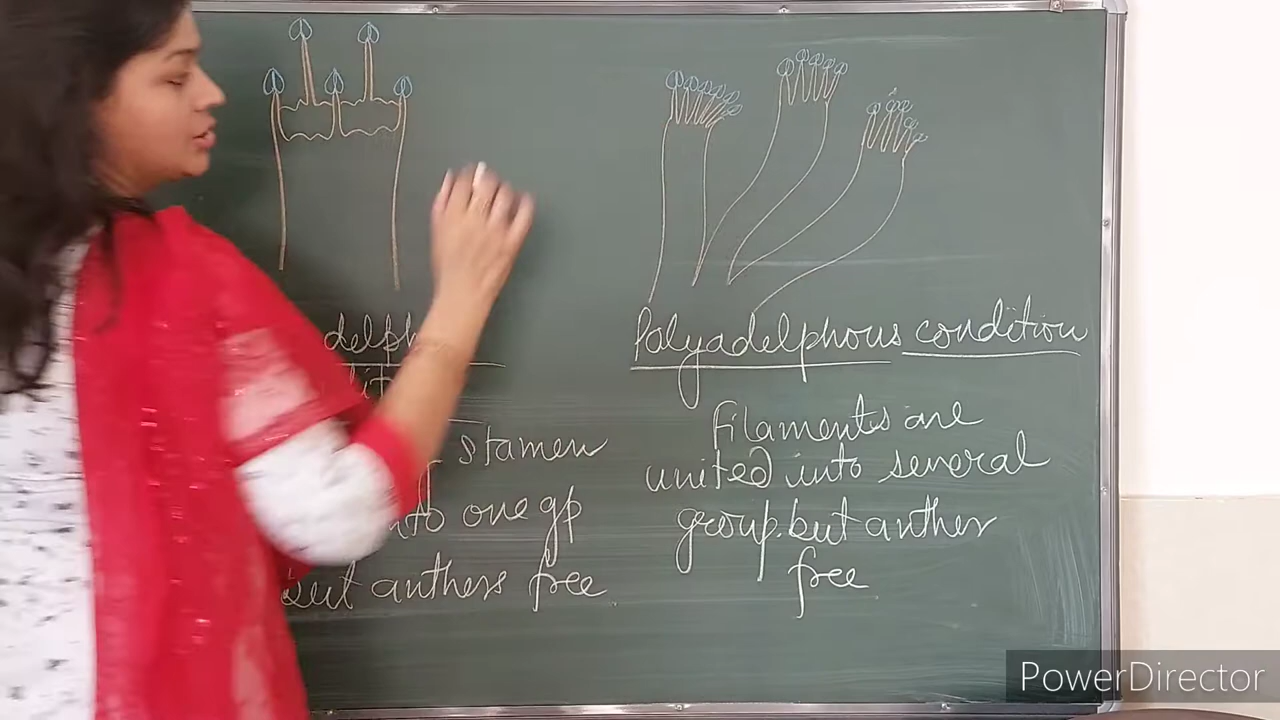 delph
stamen
into one gp
but anthers free.
Polyadelphous condition
filaments are
united into several
group. but anther
free.
PowerDirector